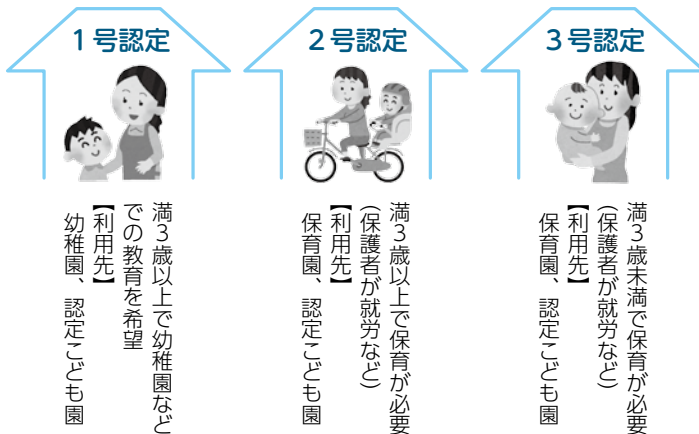 1号認定
満3歳以上で幼稚園など
での教育を希望
【利用先】
幼稚園、認定こども園
2号認定
満3歳以上で保育が必要
(保護者が就労など)
【利用先】
保育園、認定こども園
3号認定
満3歳未満で保育が必要
(保護者が就労など)
【利用先】
保育園、認定こども園